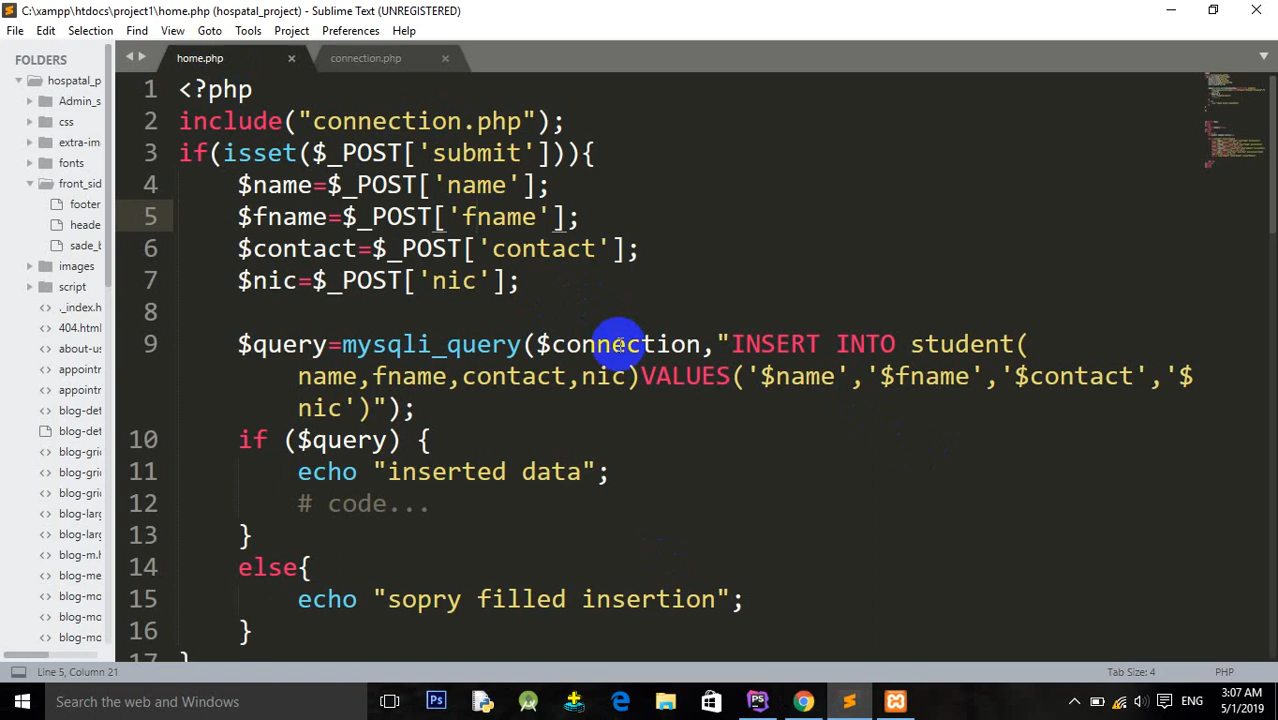 C:\xampp\htdocs\project1\home.php (hospatal_project) - Sublime Text (UNREGISTERED)
File Edit Selection Find View Goto Tools Project Preferences Help
FOLDERS
hospatal_p
Admin_s
css
extra-im
fonts
front_sid
footer
heade
sade_b
images
script
._index.h
404.html
about-us
appointr
appointr
blog-det
blog-det
blog-gric
blog-gric
blog-gric
blog-larg
blog-larg
blog-m.h
blog-me
blog-mo
blog-mo
blog-mo
home.php
connection.php
1 <?php
2 include("connection.php");
3 if(isset($_POST['submit'])){
4 $name=$_POST['name'];
5 $fname=$_POST['fname'];
6 $contact=$_POST['contact'];
7 $nic=$_POST['nic'];
8
9 $query=mysqli_query($connection,"INSERT INTO student(
name,fname,contact,nic)VALUES('$name','$fname','$contact','$
nic')");
10 if ($query) {
11 echo "inserted data";
12 # code...
13 }
14 else{
15 echo "sopry filled insertion";
16 }
17 }
Line 5, Column 21
Tab Size: 4
PHP
Search the web and Windows
Ps
ENG
3:07 AM
5/1/2019